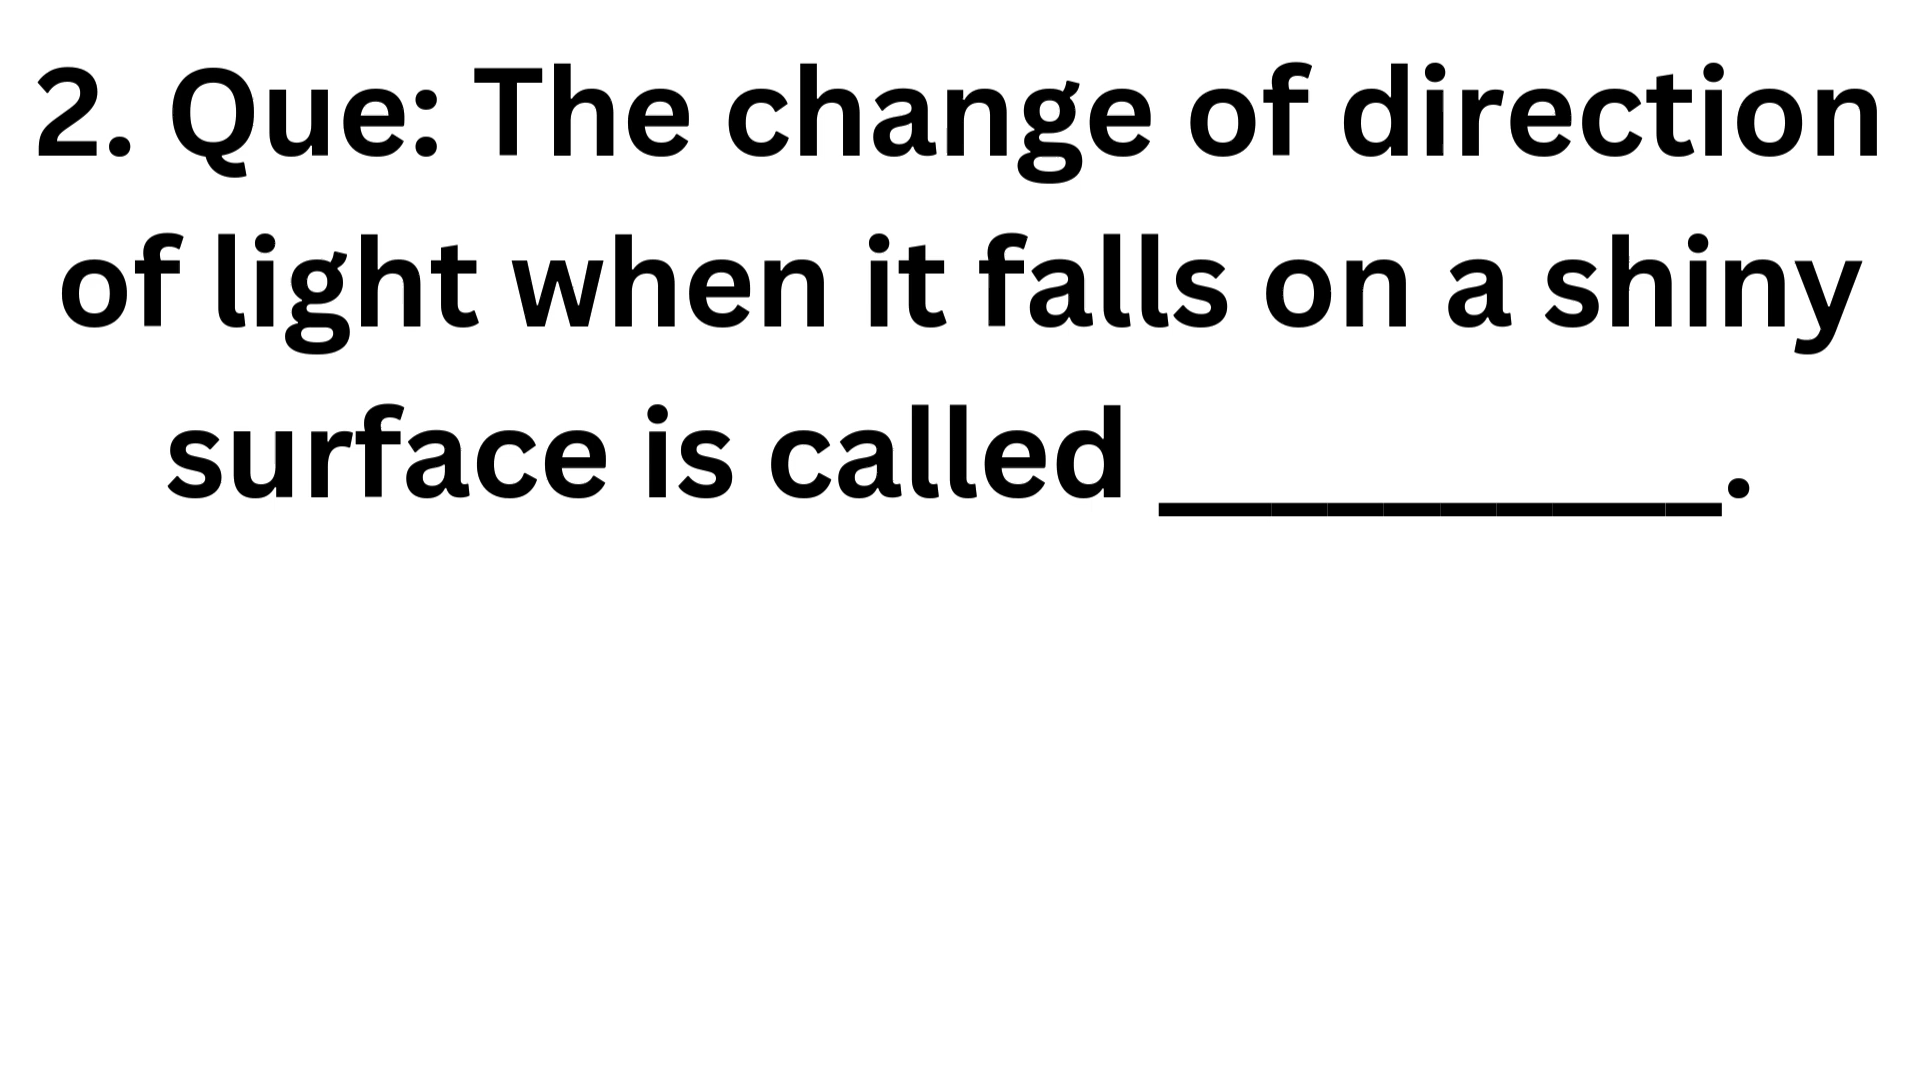 2. Que: The change of direction
of light when it falls on a shiny
surface is called __________.